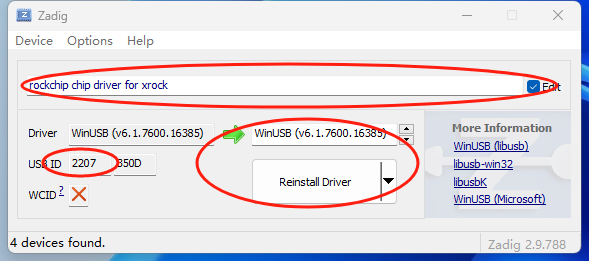 Zadig
Device Options Help
rockchip chip driver for xrock Edit
Driver WinUSB (v6.1.7600.16385) WinUSB (v6.1.7600.16385)
USB ID 2207 350D
WCID ?
Reinstall Driver
More Information
WinUSB (libusb)
libusb-win32
libusbK
WinUSB (Microsoft)
4 devices found. Zadig 2.9.788